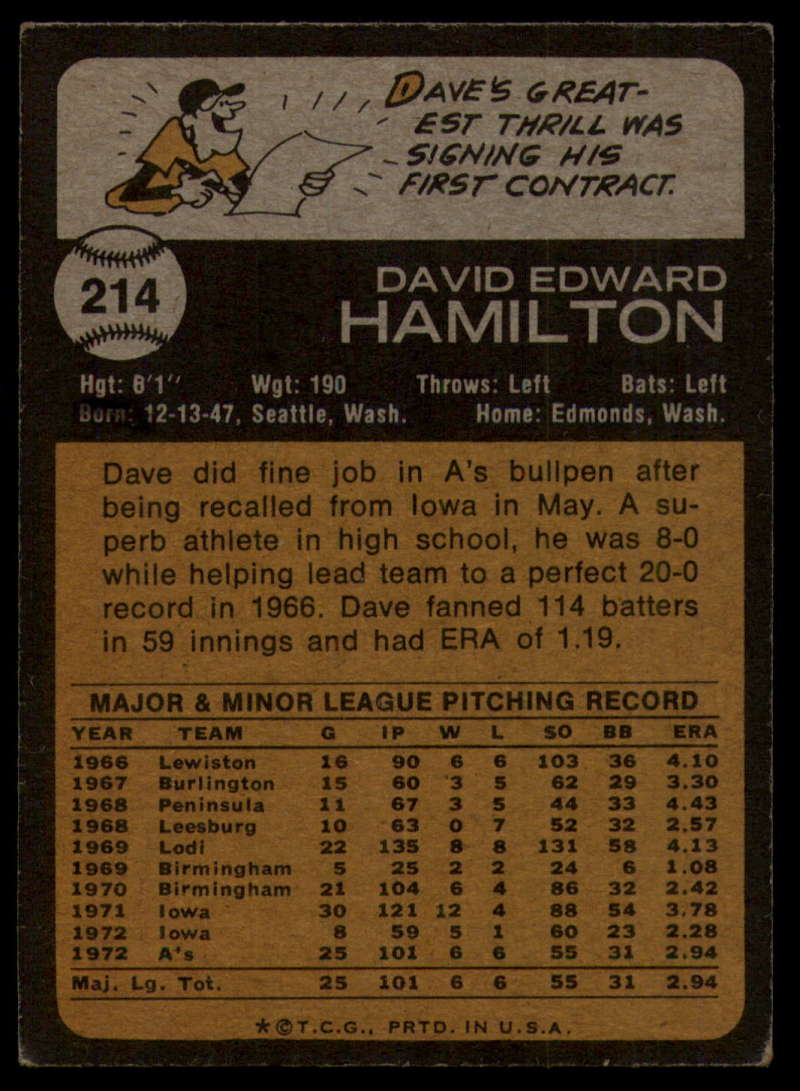 DAVE'S GREAT-
EST THRILL WAS
SIGNING HIS
FIRST CONTRACT.
214
DAVID EDWARD
HAMILTON
Hgt: 6'1" Wgt: 190 Throws: Left Bats: Left
Born: 12-13-47, Seattle, Wash. Home: Edmonds, Wash.
Dave did fine job in A's bullpen after
being recalled from Iowa in May. A su-
perb athlete in high school, he was 8-0
while helping lead team to a perfect 20-0
record in 1966. Dave fanned 114 batters
in 59 innings and had ERA of 1.19.
MAJOR & MINOR LEAGUE PITCHING RECORD
YEAR TEAM G IP W L SO BB ERA
1966 Lewiston 16 90 6 6 103 36 4.10
1967 Burlington 15 60 3 5 62 29 3.30
1968 Peninsula 11 67 3 5 44 33 4.43
1968 Leesburg 10 63 0 7 52 32 2.57
1969 Lodi 22 135 8 8 131 58 4.13
1969 Birmingham 5 25 2 2 24 6 1.08
1970 Birmingham 21 104 6 4 86 32 2.42
1971 Iowa 30 121 12 4 88 54 3.78
1972 Iowa 8 59 5 1 60 23 2.28
1972 A's 25 101 6 6 55 31 2.94
Maj. Lg. Tot. 25 101 6 6 55 31 2.94
*©T.C.G., PRTD. IN U.S.A.